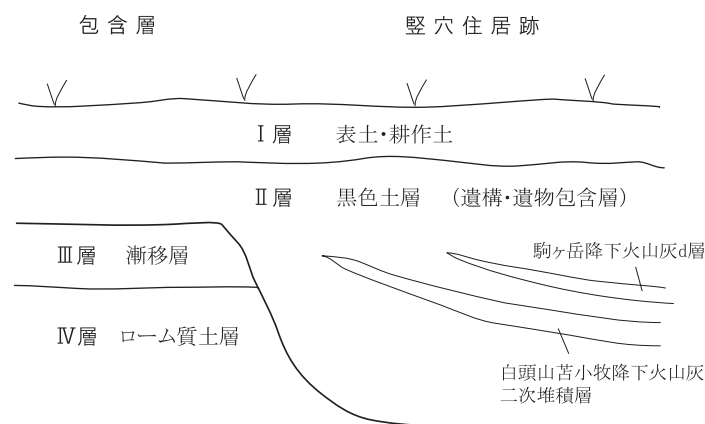 包含層
竪穴住居跡
Ⅰ層 表土・耕作土
Ⅱ層 黒色土層 (遺構・遺物包含層)
Ⅲ層 漸移層
駒ヶ岳降下火山灰d層
Ⅳ層 ローム質土層
白頭山苫小牧降下火山灰
二次堆積層